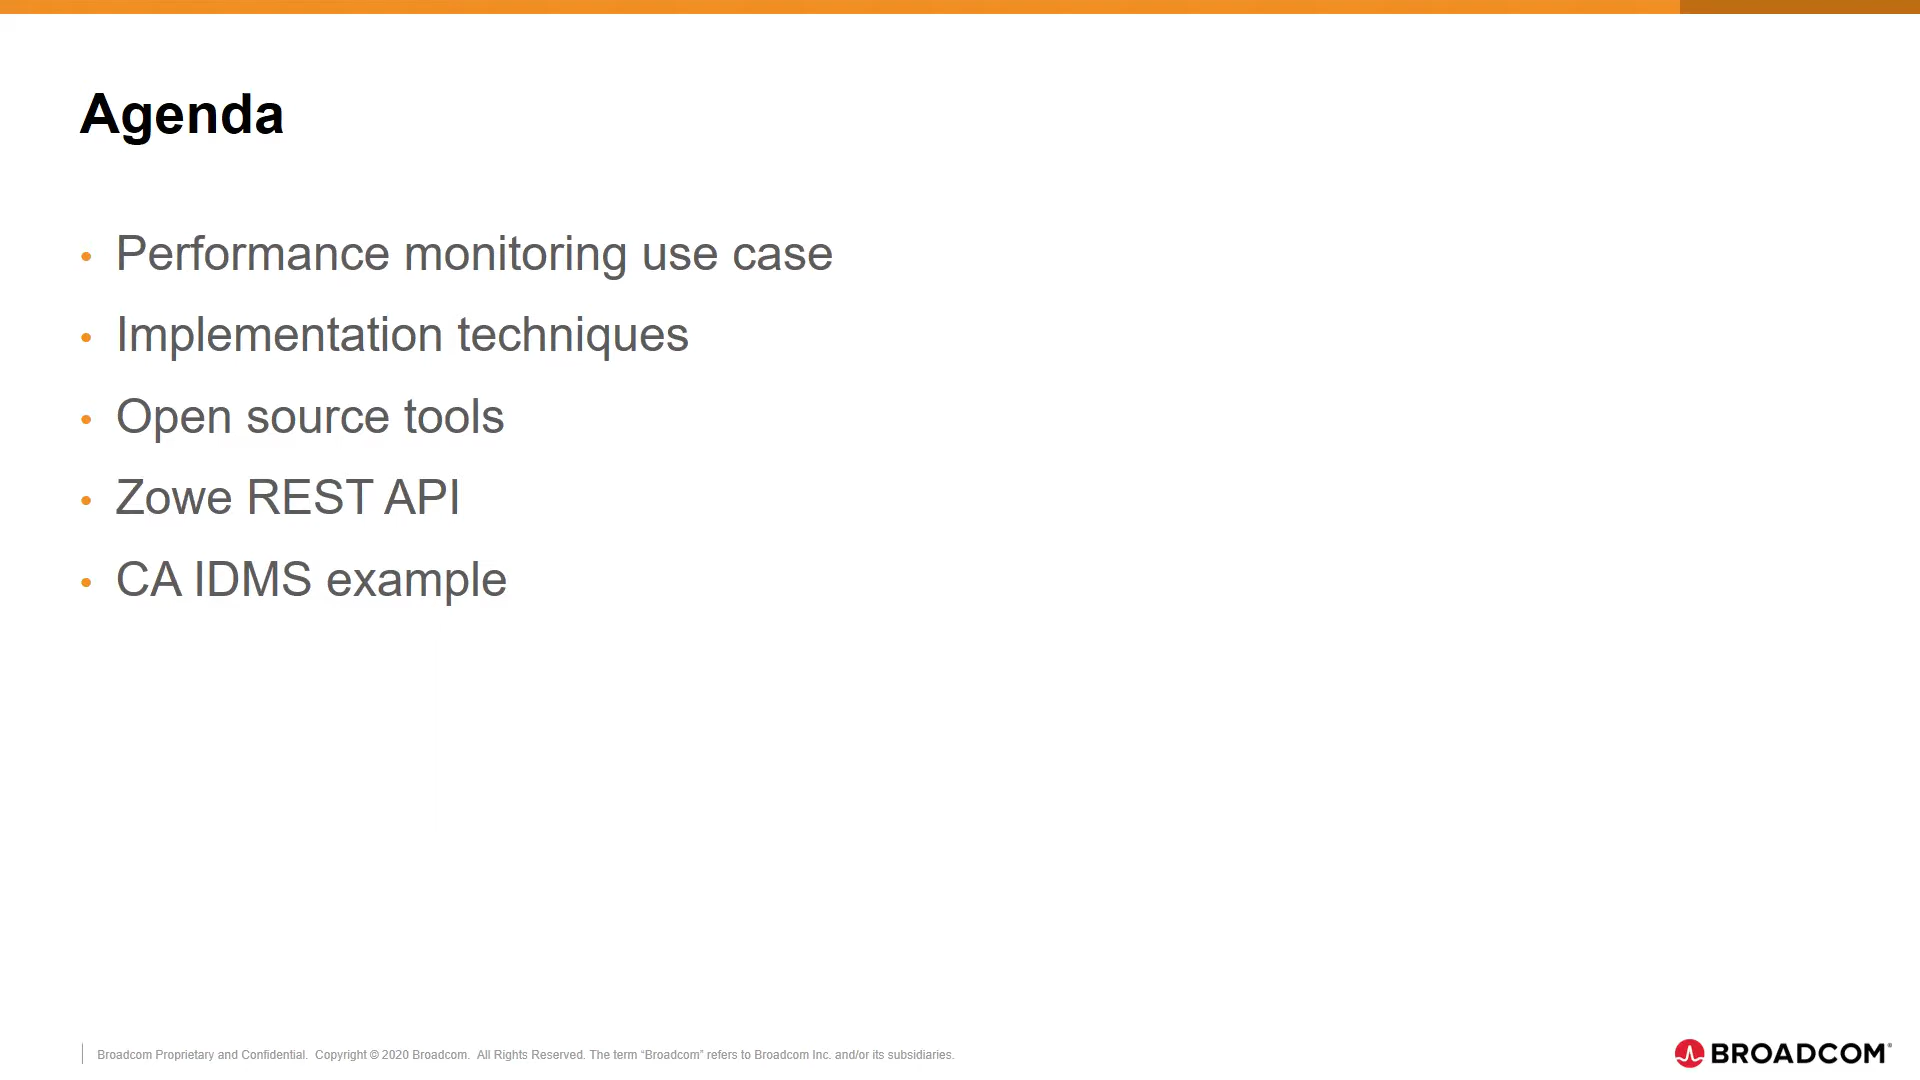 Agenda
• Performance monitoring use case
• Implementation techniques
• Open source tools
• Zowe REST API
• CA IDMS example
Broadcom Proprietary and Confidential. Copyright © 2020 Broadcom. All Rights Reserved. The term “Broadcom” refers to Broadcom Inc. and/or its subsidiaries.
BROADCOM®